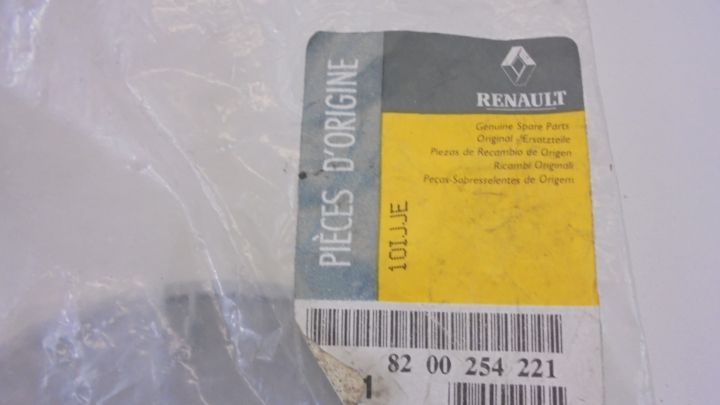 RENAULT
PIÈCES D'ORIGINE
Genuine Spare Parts
Original -Ersatzteile
Piezas de Recambio de Origen
Ricambi Originali
Peças-Sobresselentes de Origem
10IJJE
82 00 254 221
1